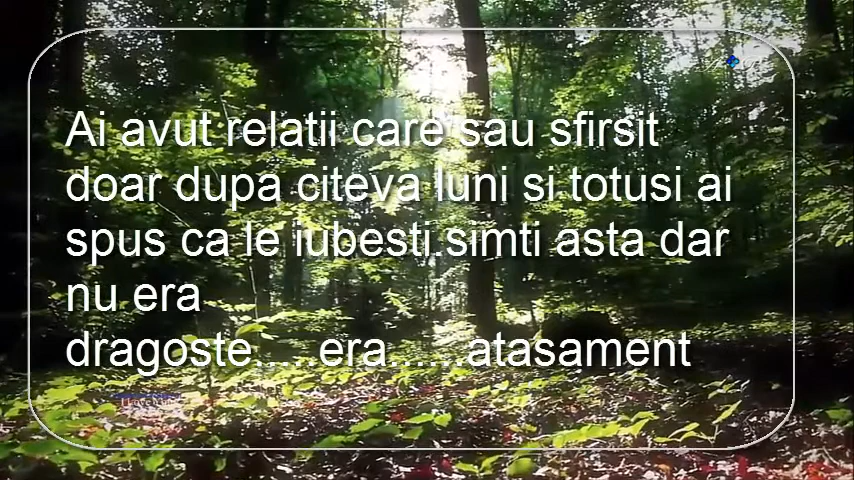 Ai avut relatii care sau sfirsit
doar dupa citeva luni si totusi ai
spus ca le iubesti.simti asta dar
nu era
dragoste.....era......atasament